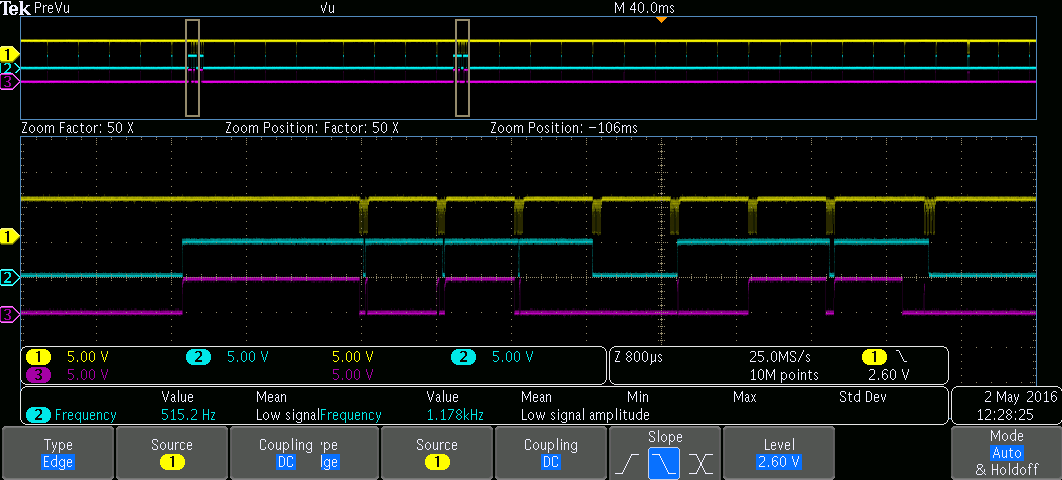 Tek PreVu Vu M 40.0ms
1
2
3
Zoom Factor: 50 X Zoom Position: Factor: 50 X Zoom Position: −106ms
1
2
3
1 5.00 V 2 5.00 V 5.00 V 2 5.00 V
3 5.00 V 5.00 V
Z 800µs 25.0MS/s 1
10M points 2.60 V
Value Mean Value Mean Min Max Std Dev
2 Frequency 515.2 Hz Low signalFrequency 1.178kHz Low signal amplitude
2 May 2016
12:28:25
Type Source Coupling 'pe Source Coupling Slope Level Mode
Edge 1 DC lge 1 DC 2.60 V Auto
& Holdoff